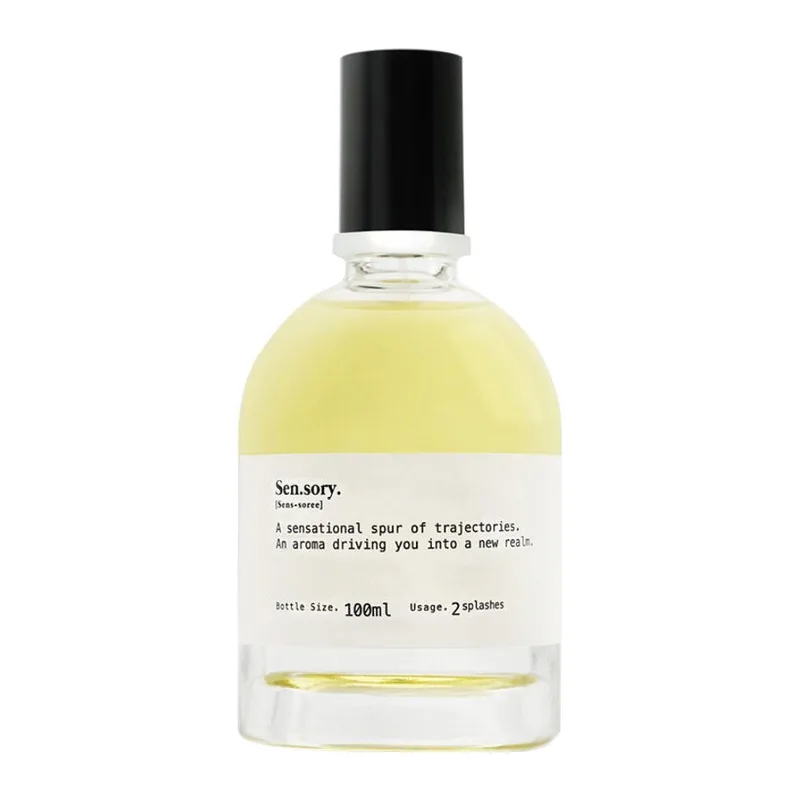 Sen.sory.
[Sens-soree]
A sensational spur of trajectories.
An aroma driving you into a new realm.
Bottle Size. 100ml Usage. 2 splashes